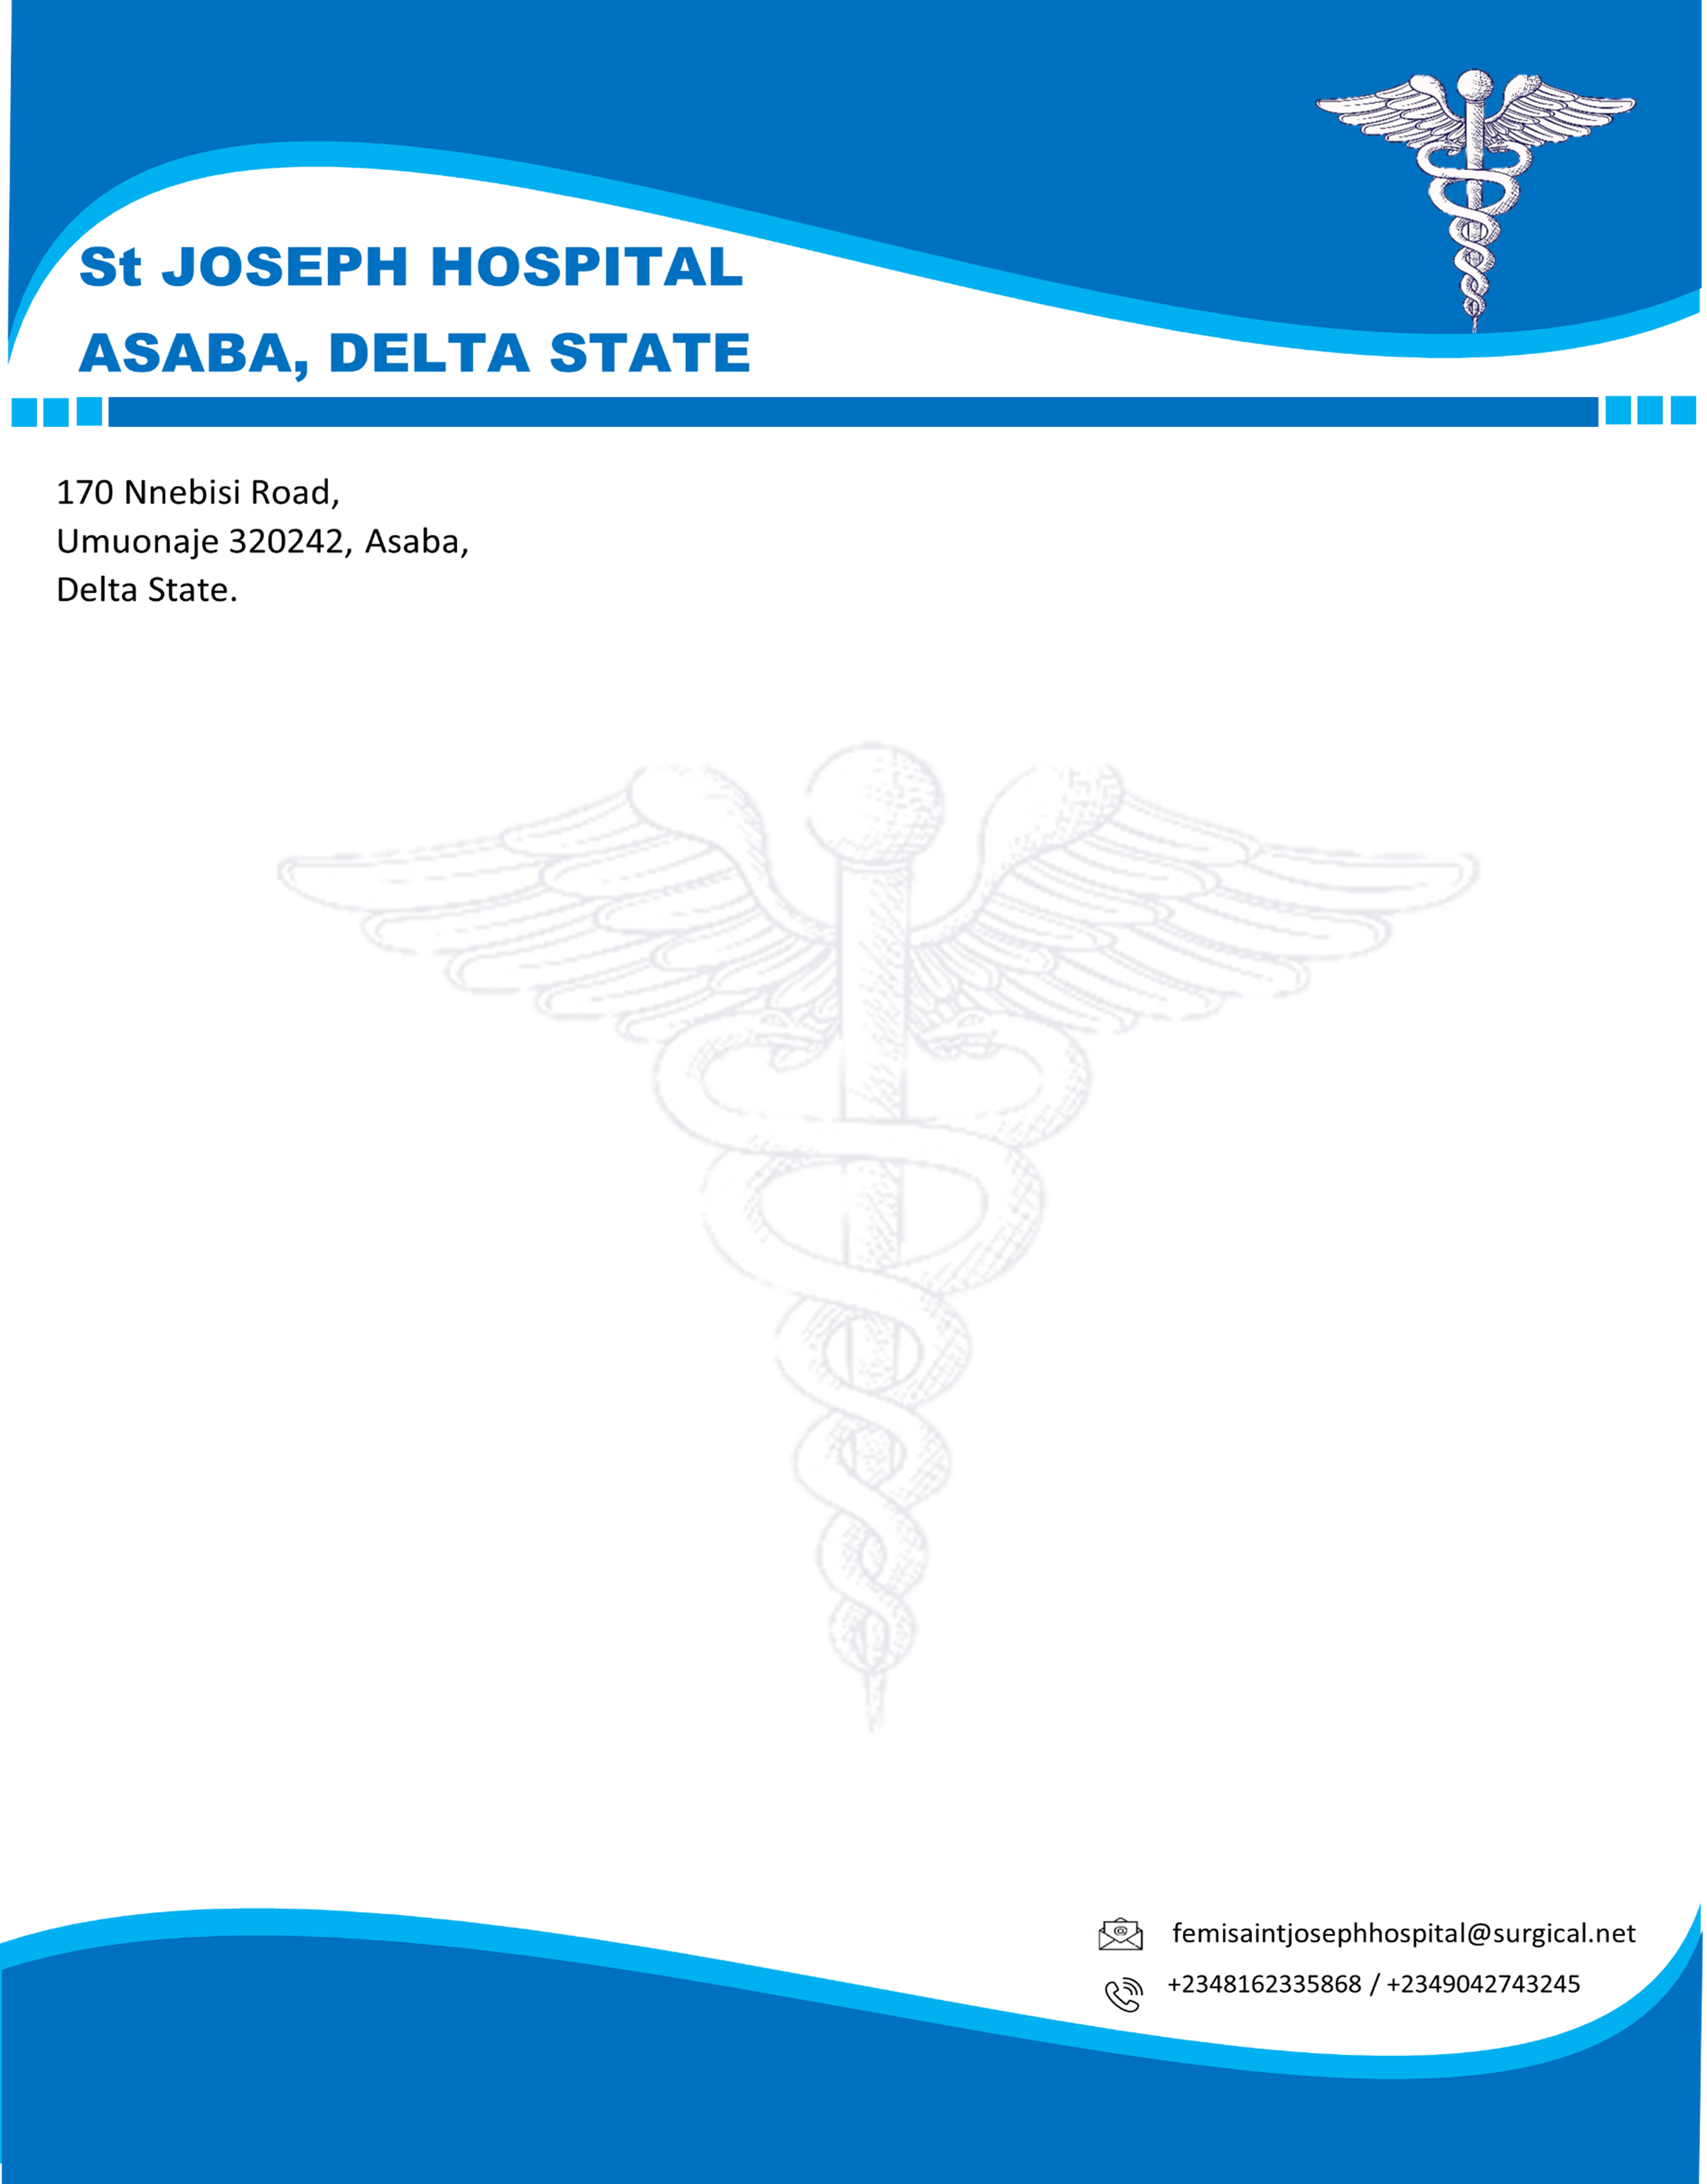 St JOSEPH HOSPITAL
ASABA, DELTA STATE
170 Nnebisi Road,
Umuonaje 320242, Asaba,
Delta State.
femisaintjosephhospital@surgical.net
+2348162335868 / +2349042743245